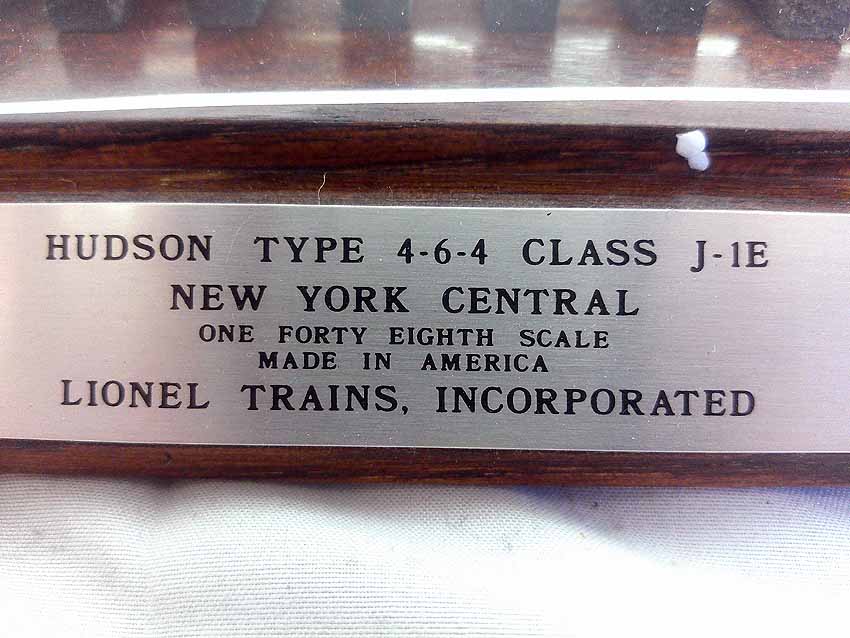 HUDSON TYPE 4-6-4 CLASS J-1E
NEW YORK CENTRAL
ONE FORTY EIGHTH SCALE
MADE IN AMERICA
LIONEL TRAINS, INCORPORATED